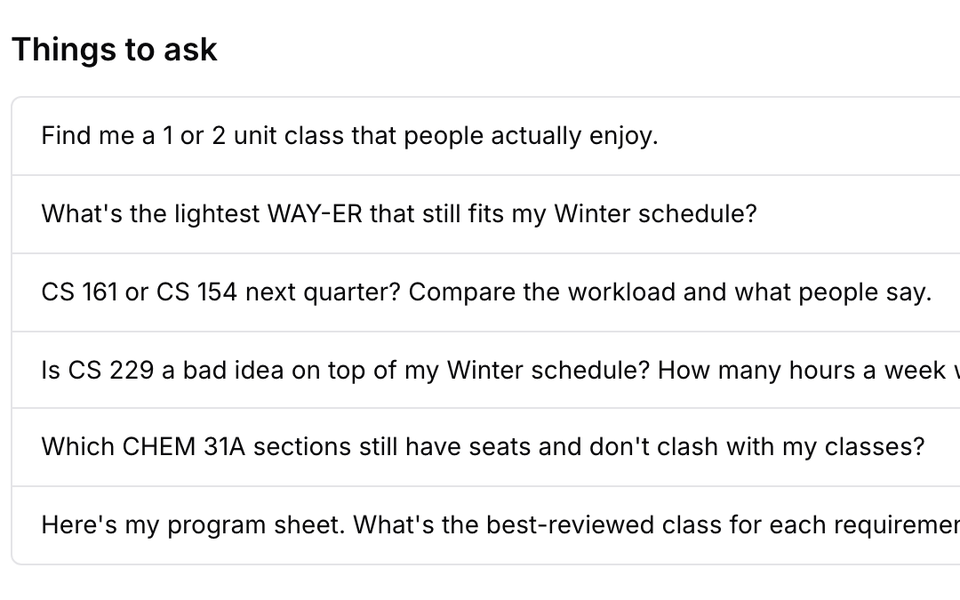 Things to ask
Find me a 1 or 2 unit class that people actually enjoy.
What's the lightest WAY-ER that still fits my Winter schedule?
CS 161 or CS 154 next quarter? Compare the workload and what people say.
Is CS 229 a bad idea on top of my Winter schedule? How many hours a week
Which CHEM 31A sections still have seats and don't clash with my classes?
Here's my program sheet. What's the best-reviewed class for each